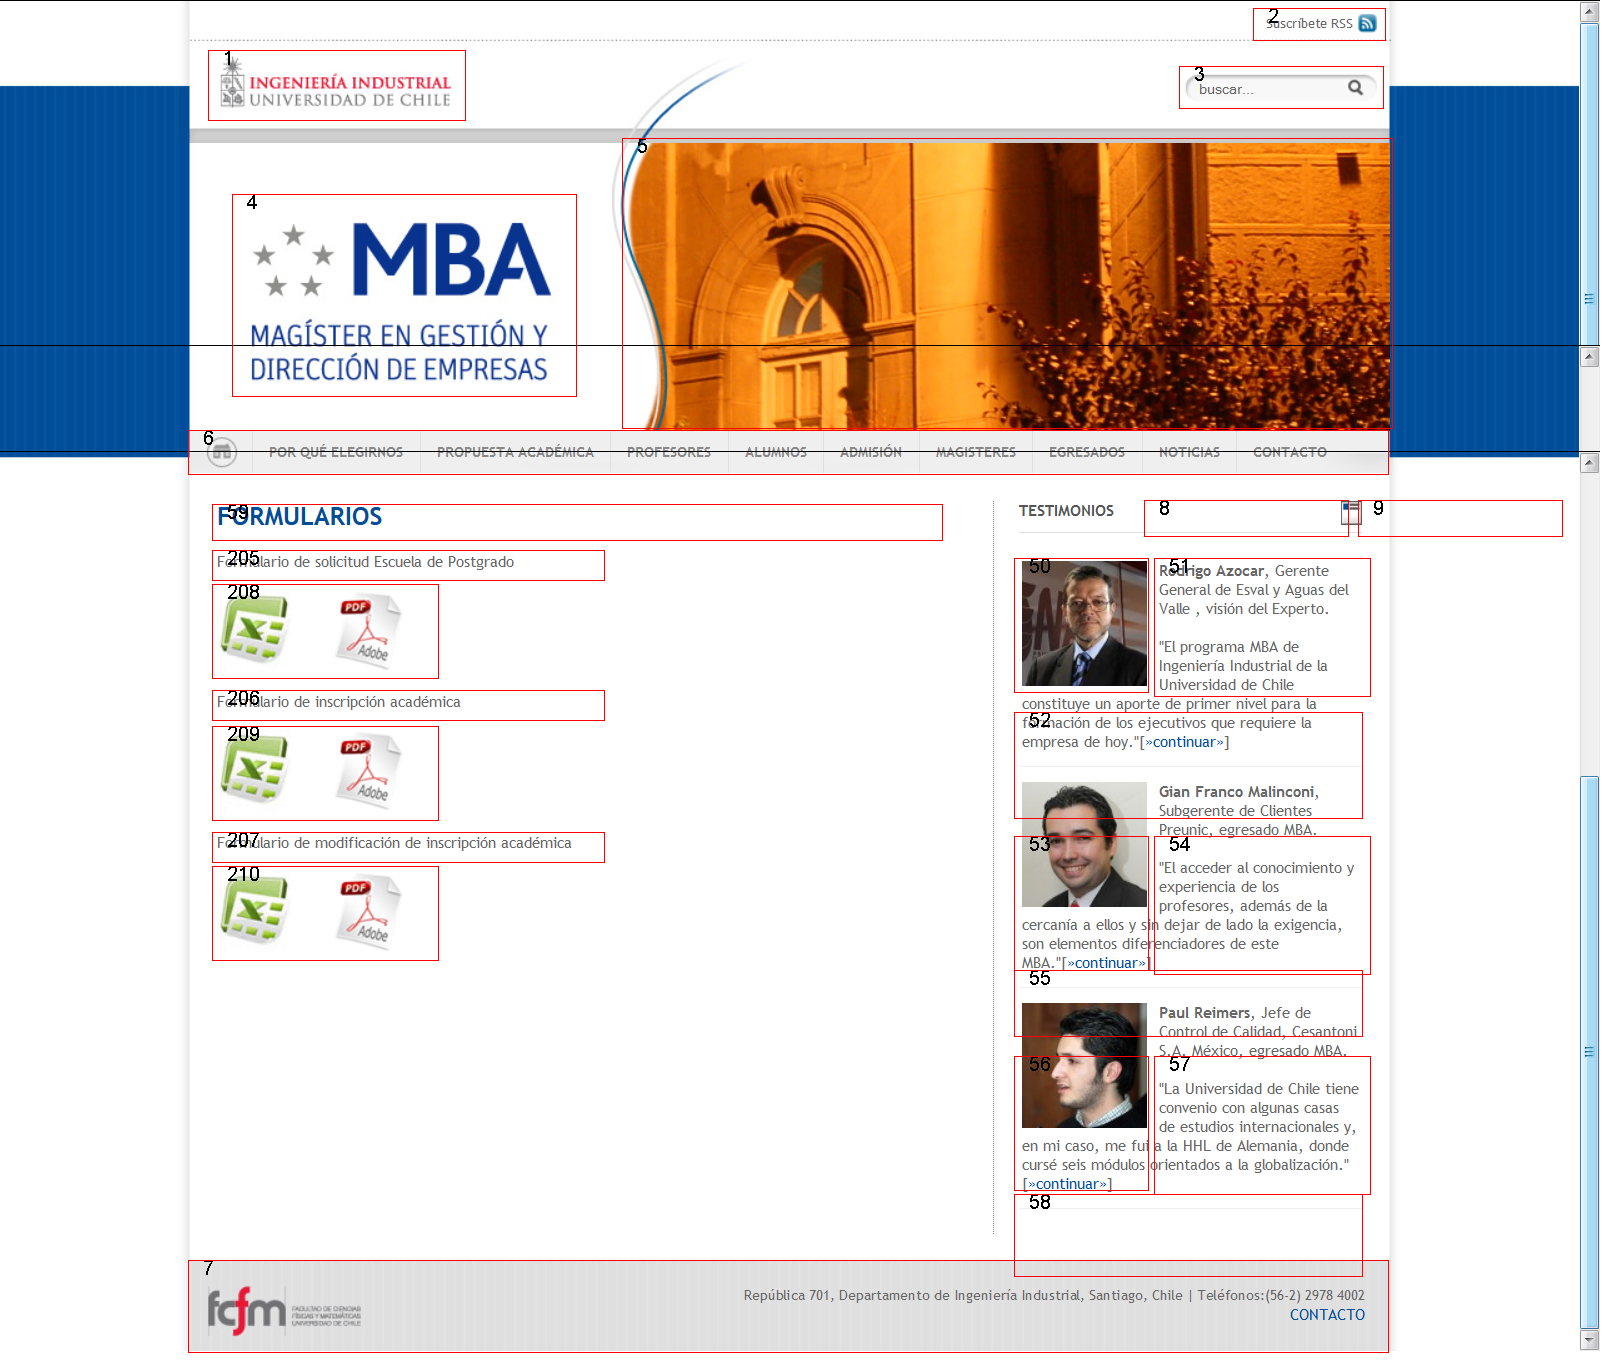 2
Suscríbete RSS
1
INGENIERÍA INDUSTRIAL
UNIVERSIDAD DE CHILE
3
buscar...
5
4
MBA
MAGÍSTER EN GESTIÓN Y
DIRECCIÓN DE EMPRESAS
6
POR QUÉ ELEGIRNOS PROPUESTA ACADÉMICA PROFESORES ALUMNOS ADMISIÓN MAGISTERES EGRESADOS NOTICIAS CONTACTO
59
FORMULARIOS
205
Formulario de solicitud Escuela de Postgrado
208
PDF
Adobe
206
Formulario de inscripción académica
209
PDF
Adobe
207
Formulario de modificación de inscripción académica
210
PDF
Adobe
TESTIMONIOS
8
9
50
51
Rodrigo Azocar, Gerente
General de Esval y Aguas del
Valle , visión del Experto.
"El programa MBA de
Ingeniería Industrial de la
Universidad de Chile
constituye un aporte de primer nivel para la
52
formación de los ejecutivos que requiere la
empresa de hoy."[»continuar»]
Gian Franco Malinconi,
Subgerente de Clientes
Preunic, egresado MBA.
53
54
"El acceder al conocimiento y
experiencia de los
profesores, además de la
cercanía a ellos y sin dejar de lado la exigencia,
son elementos diferenciadores de este
MBA."[»continuar»]
55
Paul Reimers, Jefe de
Control de Calidad, Cesantoni
S.A. México, egresado MBA.
56
57
"La Universidad de Chile tiene
convenio con algunas casas
de estudios internacionales y,
en mi caso, me fui a la HHL de Alemania, donde
cursé seis módulos orientados a la globalización."
[»continuar»]
58
7
fcfm
FACULTAD DE CIENCIAS
FÍSICAS Y MATEMÁTICAS
UNIVERSIDAD DE CHILE
República 701, Departamento de Ingeniería Industrial, Santiago, Chile | Teléfonos:(56-2) 2978 4002
CONTACTO